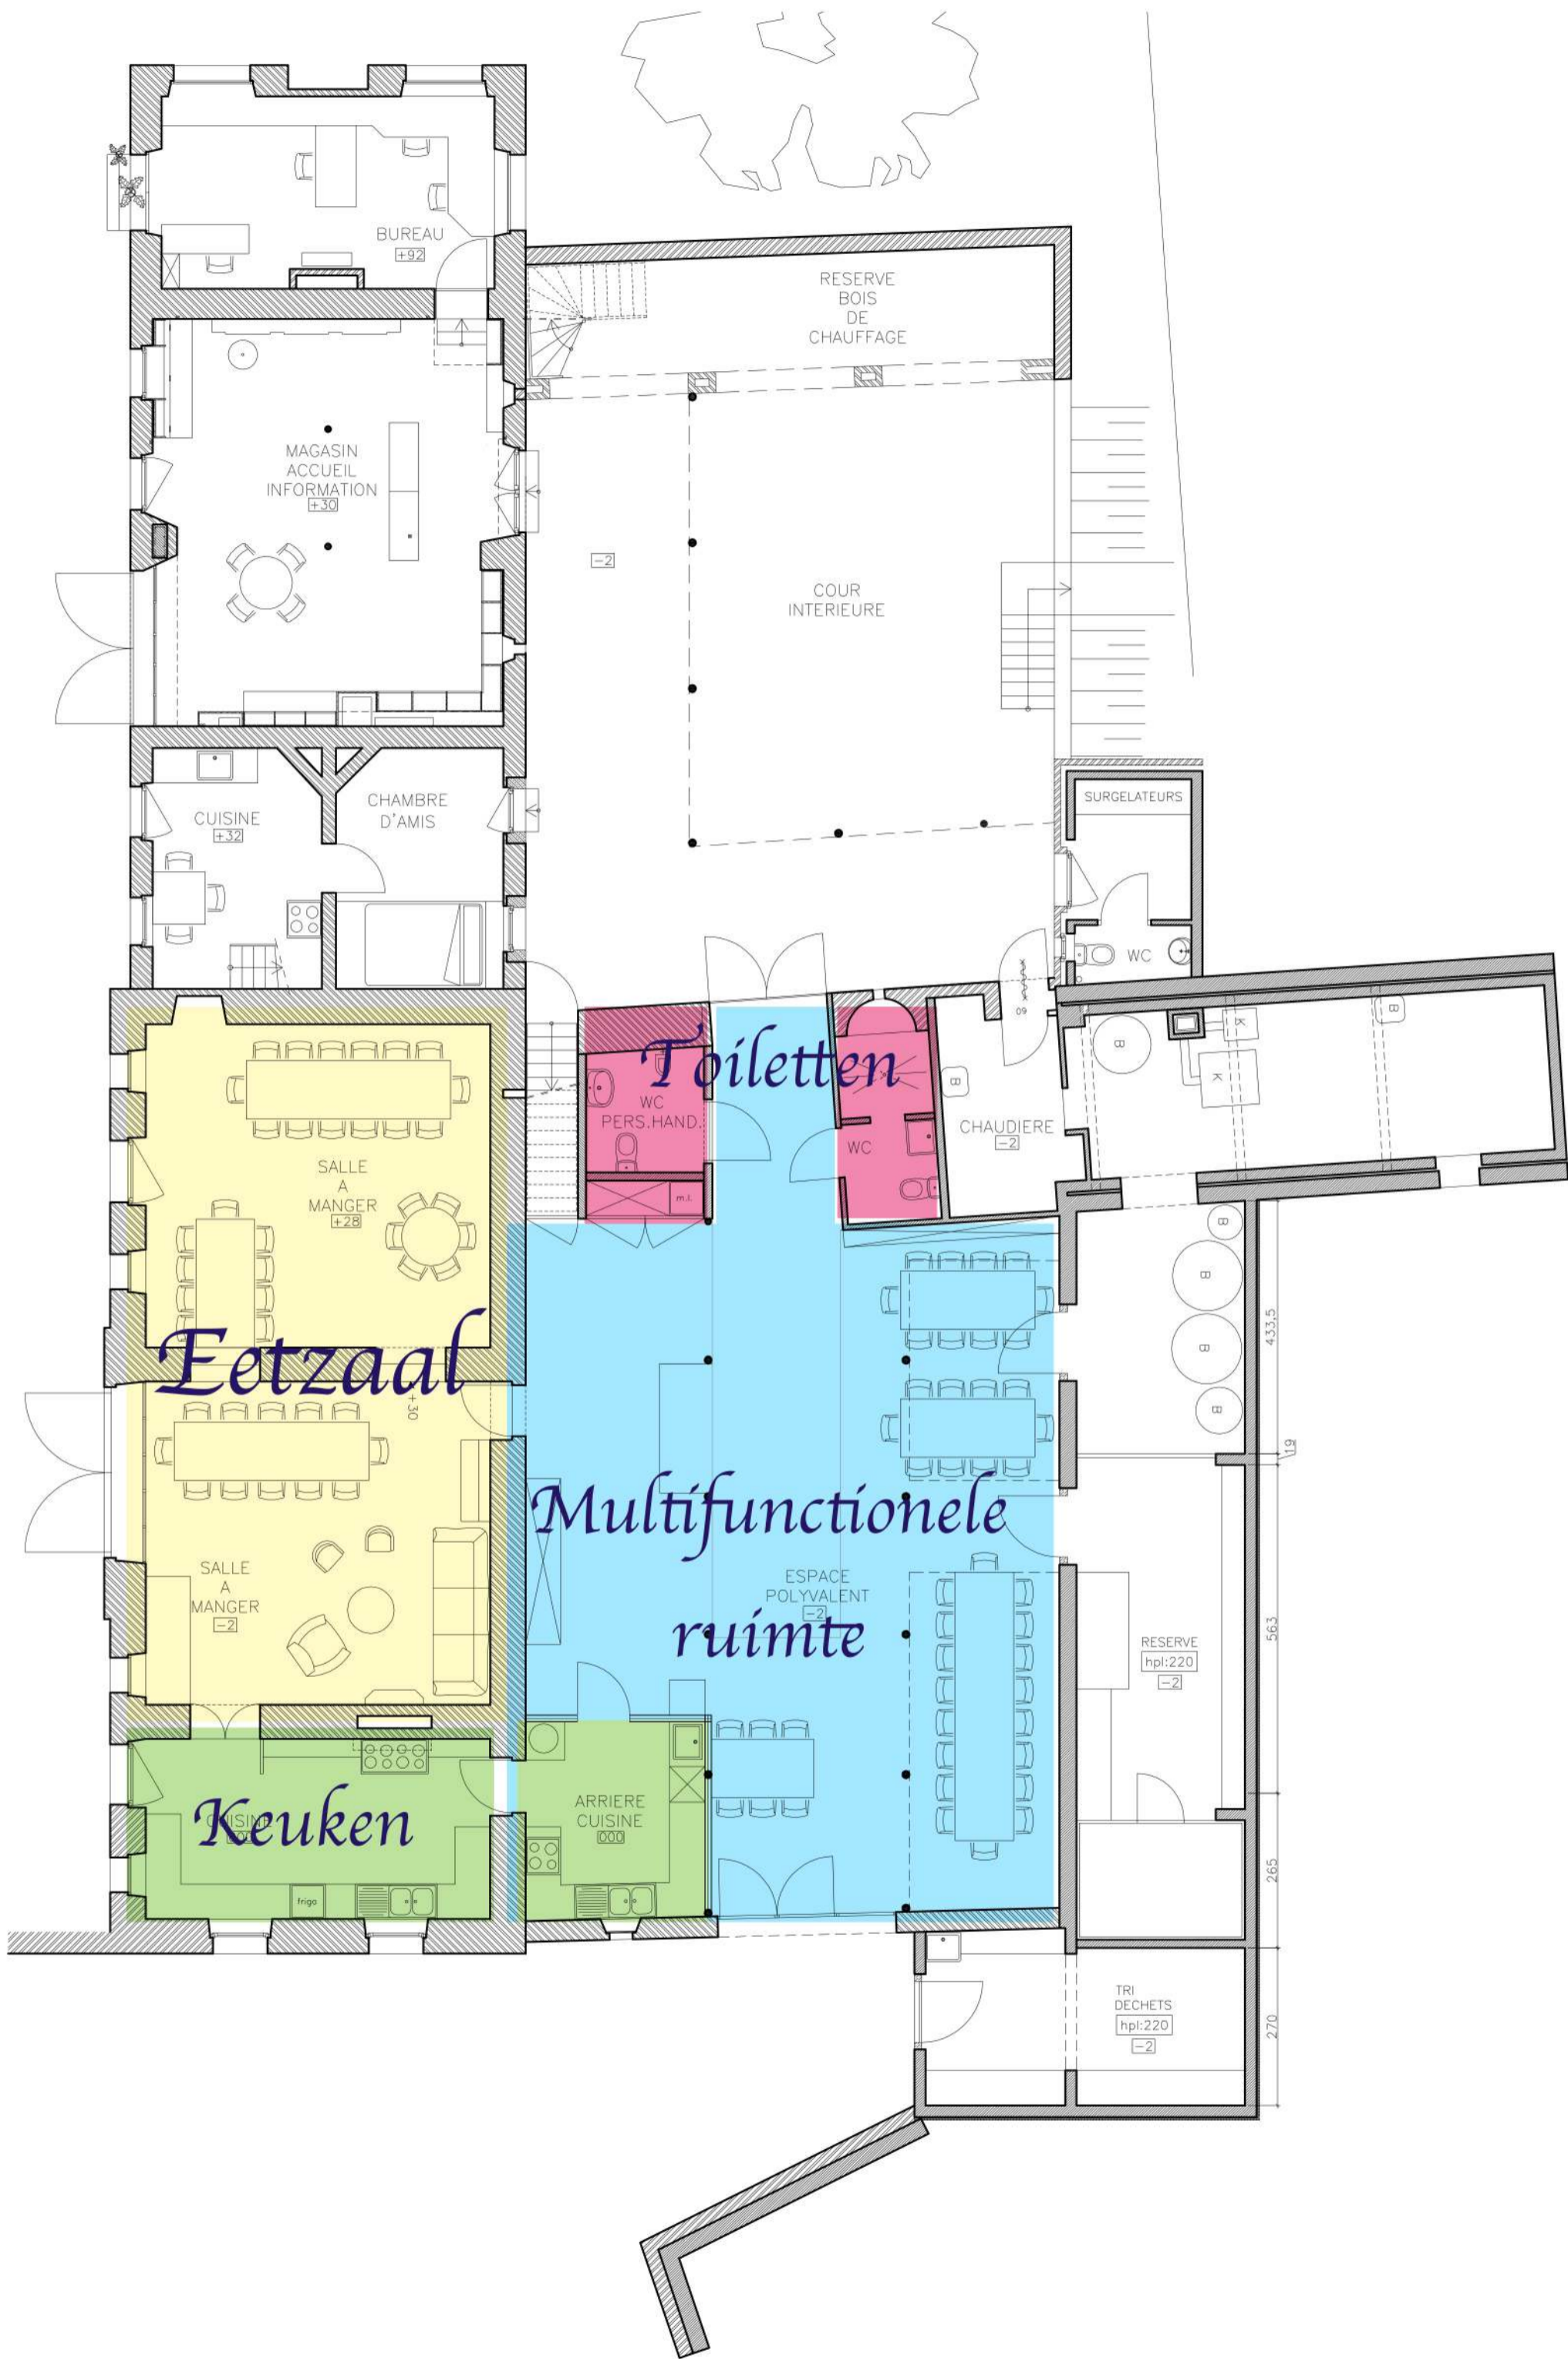 BUREAU
+92
RESERVE
BOIS
DE
CHAUFFAGE
MAGASIN
ACCUEIL
INFORMATION
+30
-2
COUR
INTERIEURE
CUISINE
+32
CHAMBRE
D'AMIS
SURGELATEURS
WC
60
K
B
B
K
Toiletten
WC
PERS.HAND.
m.l.
WC
B
CHAUDIERE
-2
SALLE
A
MANGER
+28
B
B
B
B
433,5
19
563
265
270
Eetzaal
+30
SALLE
A
MANGER
-2
Multifunctionele
ruimte
ESPACE
POLYVALENT
-2
RESERVE
hpl:220
-2
Keuken
CUISINE
frigo
ARRIERE
CUISINE
000
TRI
DECHETS
hpl:220
-2